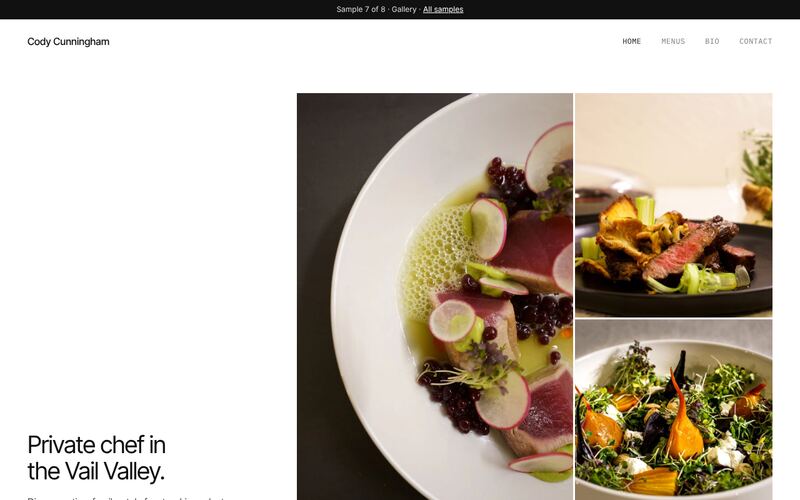 Sample 7 of 8 · Gallery · All samples
Cody Cunningham
HOME MENUS BIO CONTACT
Private chef in
the Vail Valley.